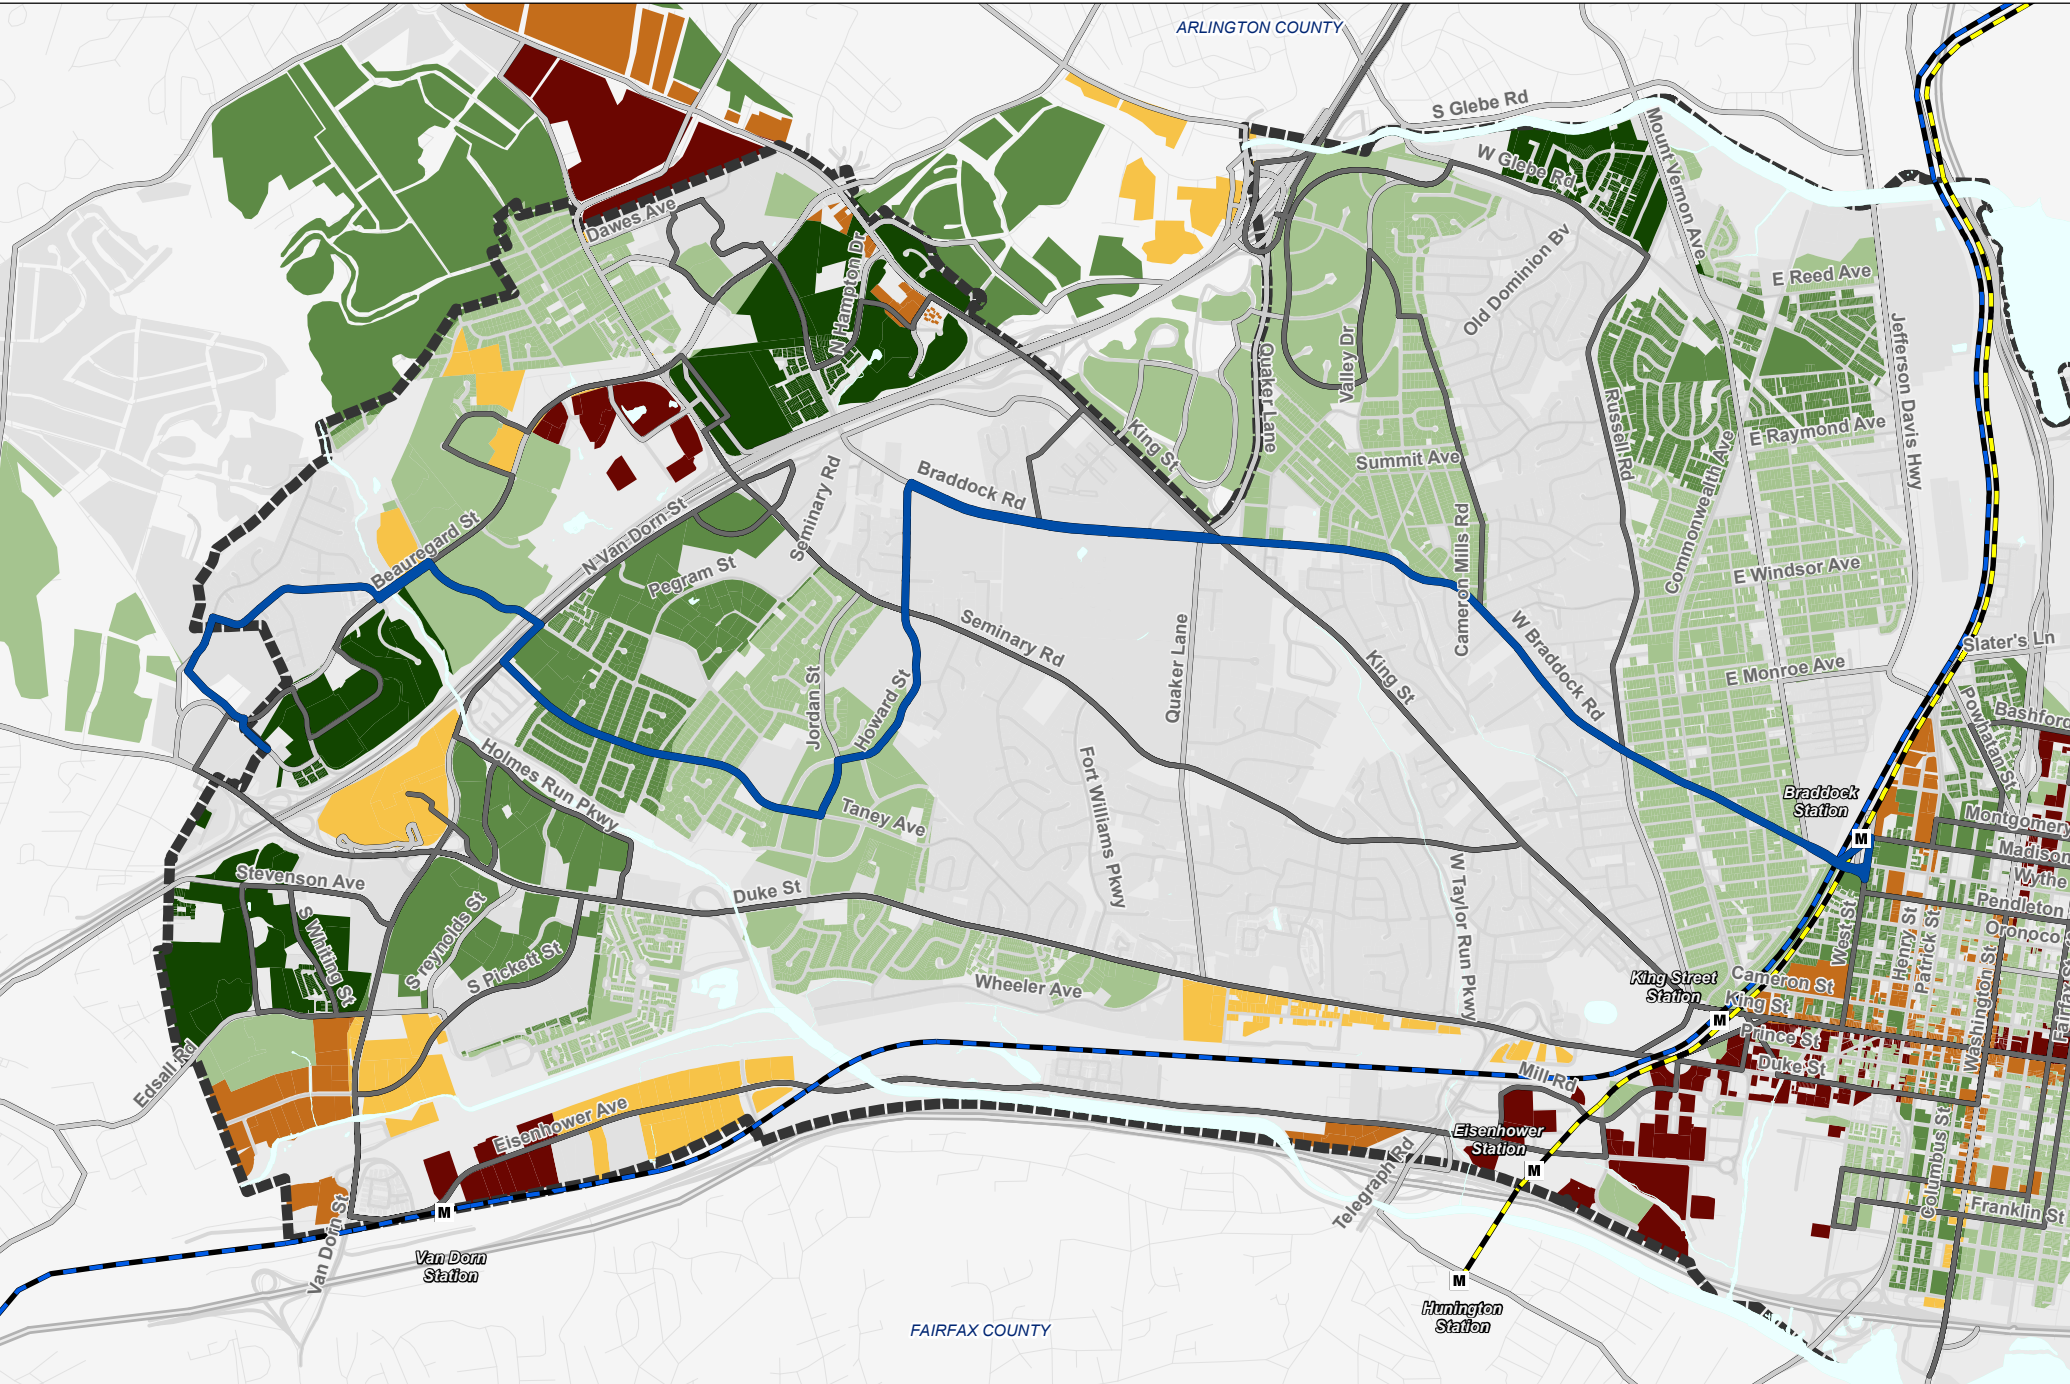 ARLINGTON COUNTY
S Glebe Rd
W Glebe Rd
Mount Vernon Ave
Dawes Ave
N Hampton Dr
Old Dominion Bv
E Reed Ave
Jefferson Davis Hwy
Valley Dr
Quaker Lane
King St
Russell Rd
Commonwealth Ave
E Raymond Ave
Summit Ave
Braddock Rd
Seminary Rd
N Van Dorn St
Beauregard St
Pegram St
Cameron Mills Rd
E Windsor Ave
W Braddock Rd
Seminary Rd
Quaker Lane
King St
Slater's Ln
E Monroe Ave
Powhatan St
Bashford
Jordan St
Howard St
Holmes Run Pkwy
Taney Ave
Fort Williams Pkwy
Braddock
Station
M
Montgomery
Madison
Wythe
Pendleton
Oronoco S
W Taylor Run Pkwy
Stevenson Ave
Duke St
S Whiting St
S reynolds St
S Pickett St
Wheeler Ave
West St
Henry St
Patrick St
Washington St
King Street
Station
M
Cameron St
King St
Prince St
Duke St
Fairfax St
Edsall Rd
Mill Rd
Eisenhower Ave
Eisenhower
Station
M
Telegraph Rd
Columbus St
Franklin St
Van Dorn St
M
Van Dorn
Station
M
Hunington
Station
FAIRFAX COUNTY